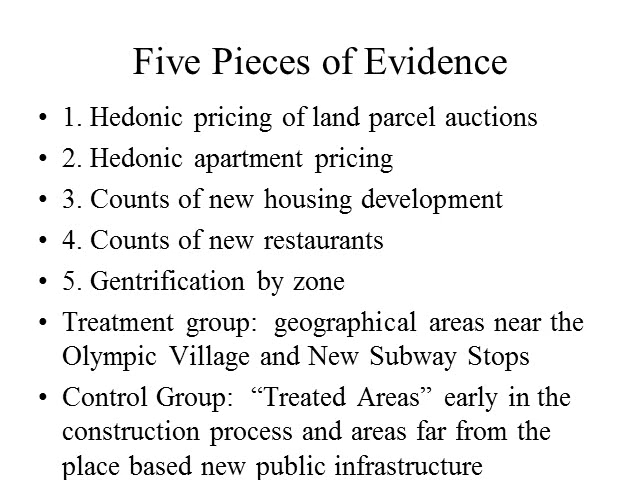 Five Pieces of Evidence
• 1. Hedonic pricing of land parcel auctions
• 2. Hedonic apartment pricing
• 3. Counts of new housing development
• 4. Counts of new restaurants
• 5. Gentrification by zone
• Treatment group: geographical areas near the
Olympic Village and New Subway Stops
• Control Group: “Treated Areas” early in the
construction process and areas far from the
place based new public infrastructure